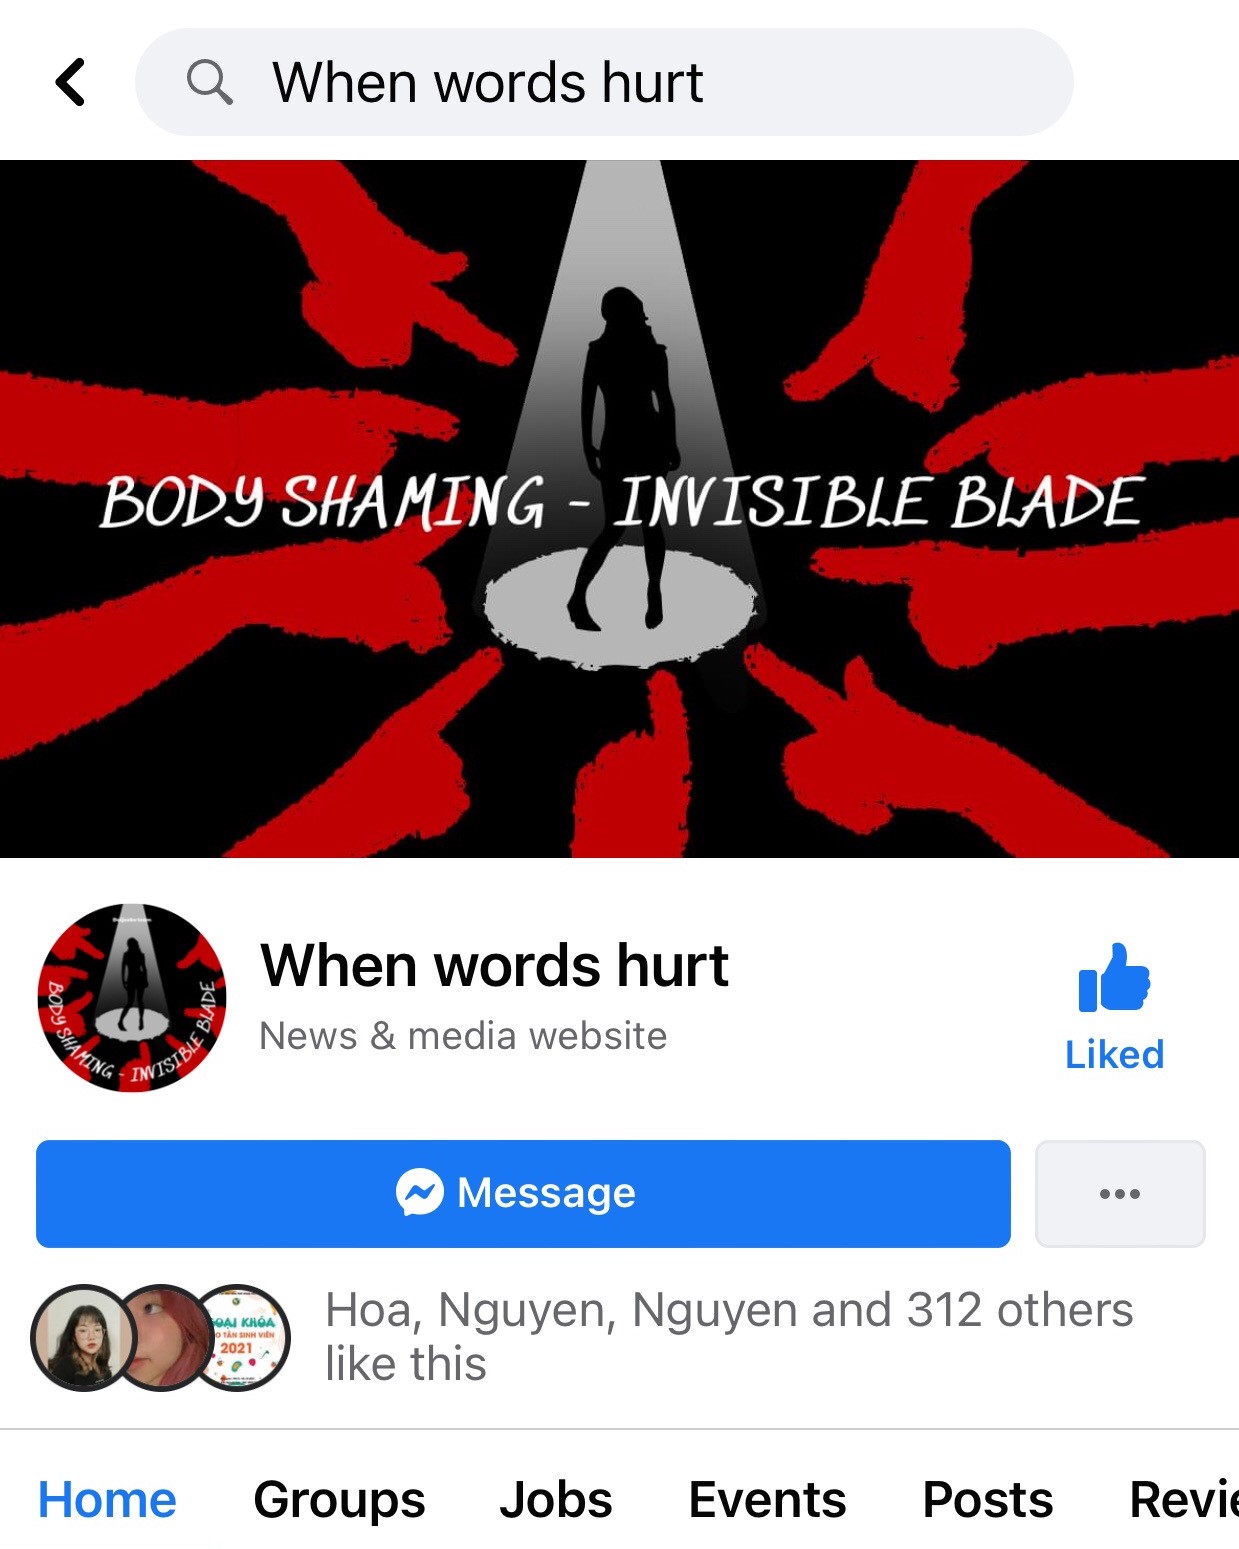 When words hurt
BODY SHAMING - INVISIBLE BLADE
When words hurt
News & media website
Liked
BODY SHAMING - INVISIBLE BLADE
Message
Hoa, Nguyen, Nguyen and 312 others
like this
OẠI KHÓA
O TÂN SINH VIÊN
2021
Home Groups Jobs Events Posts Revie